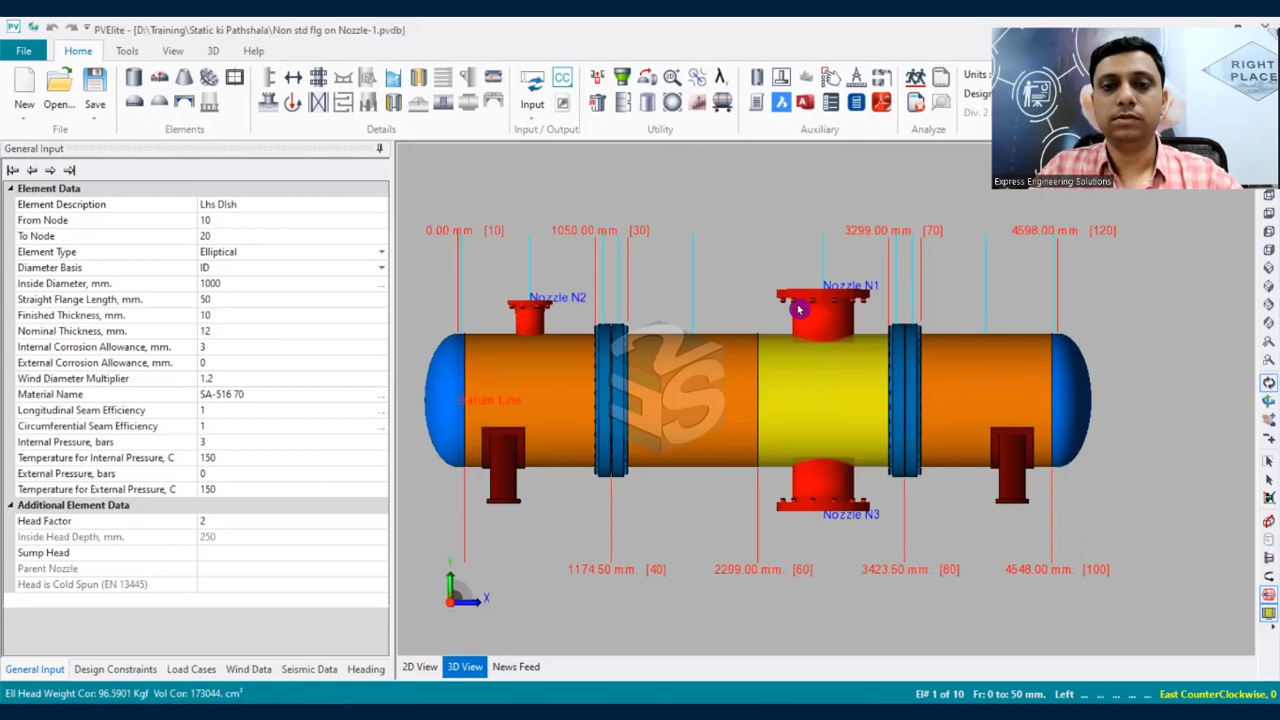 PVElite - [D:\Training\Static ki Pathshala\Non std flg on Nozzle-1.pvdb]
File Home Tools View 3D Help
New Open... Save Input Units : Design
File Elements Details Input / Output Utility Auxiliary Analyze Div. 2
RIGHT
PLACE
Express Engineering Solutions
General Input
Element Data
Element Description Lhs DIsh
From Node 10
To Node 20
Element Type Elliptical
Diameter Basis ID
Inside Diameter, mm. 1000
Straight Flange Length, mm. 50
Finished Thickness, mm. 10
Nominal Thickness, mm. 12
Internal Corrosion Allowance, mm. 3
External Corrosion Allowance, mm. 0
Wind Diameter Multiplier 1.2
Material Name SA-516 70
Longitudinal Seam Efficiency 1
Circumferential Seam Efficiency 1
Internal Pressure, bars 3
Temperature for Internal Pressure, C 150
External Pressure, bars 0
Temperature for External Pressure, C 150
Additional Element Data
Head Factor 2
Inside Head Depth, mm. 250
Sump Head
Parent Nozzle
Head is Cold Spun (EN 13445)
0.00 mm [10] 1050.00 mm [30] 3299.00 mm [70] 4598.00 mm [120]
Nozzle N2 Nozzle N1
atum Line
Nozzle N3
1174.50 mm. [40] 2299.00 mm. [60] 3423.50 mm. [80] 4548.00 mm. [100]
Y
X
General Input Design Constraints Load Cases Wind Data Seismic Data Heading 2D View 3D View News Feed
Ell Head Weight Cor: 96.5901 Kgf Vol Cor: 173044. cm³ El# 1 of 10 Fr: 0 to: 50 mm. Left ... ... ... ... East CounterClockwise, 0